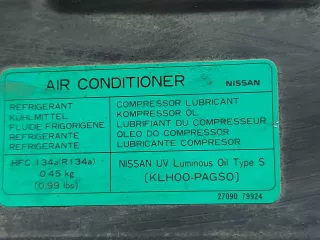 AIR CONDITIONER NISSAN
REFRIGERANT
KUHLMITTEL
FLUIDE FRIGORIGENE
REFRIGERANTE
REFRIGERANTE
COMPRESSOR LUBRICANT
KOMPRESSOR ÖL
LUBRIFIANT DU COMPRESSEUR
OLEO DO COMPRESSOR
LUBRICANTE COMPRESOR
HFC 134a(R134a)
0.45 kg
(0.99 lbs)
NISSAN UV Luminous Oil Type S
(KLH00-PAGS0)
27090 79924